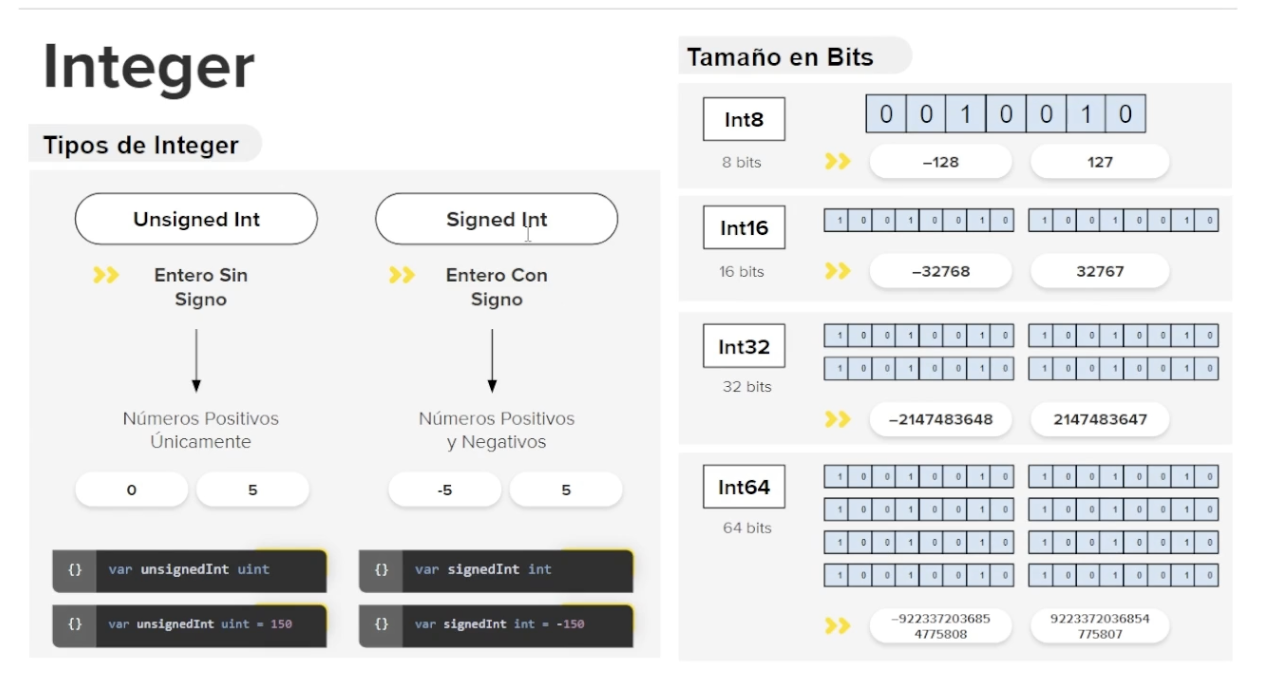 Integer
Tipos de Integer
Unsigned Int
Entero Sin
Signo
Números Positivos
Únicamente
0 5
{} var unsignedInt uint
{} var unsignedInt uint = 150
Signed Int
Entero Con
Signo
Números Positivos
y Negativos
-5 5
{} var signedInt int
{} var signedInt int = -150
Tamaño en Bits
Int8
0 0 1 0 0 1 0
8 bits
–128 127
Int16
1 0 0 1 0 0 1 0 1 0 0 1 0 0 1 0
16 bits
–32768 32767
Int32
1 0 0 1 0 0 1 0 1 0 0 1 0 0 1 0
1 0 0 1 0 0 1 0 1 0 0 1 0 0 1 0
32 bits
–2147483648 2147483647
Int64
1 0 0 1 0 0 1 0 1 0 0 1 0 0 1 0
1 0 0 1 0 0 1 0 1 0 0 1 0 0 1 0
1 0 0 1 0 0 1 0 1 0 0 1 0 0 1 0
1 0 0 1 0 0 1 0 1 0 0 1 0 0 1 0
64 bits
–922337203685
4775808
9223372036854
775807